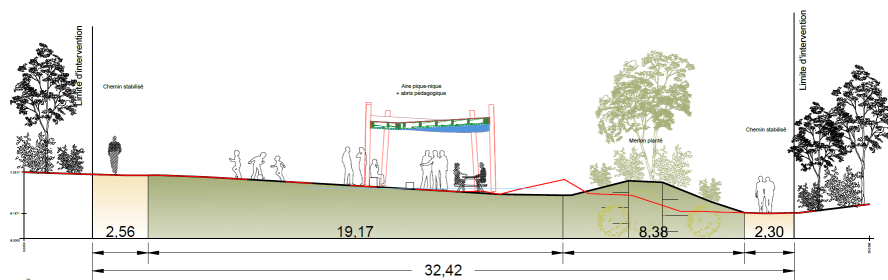 Limite d'intervention
Chemin stabilisé
Aire pique-nique
+ abris pédagogique
Merlon planté
Chemin stabilisé
Limite d'intervention
2,56
19,17
8,38
2,30
32,42